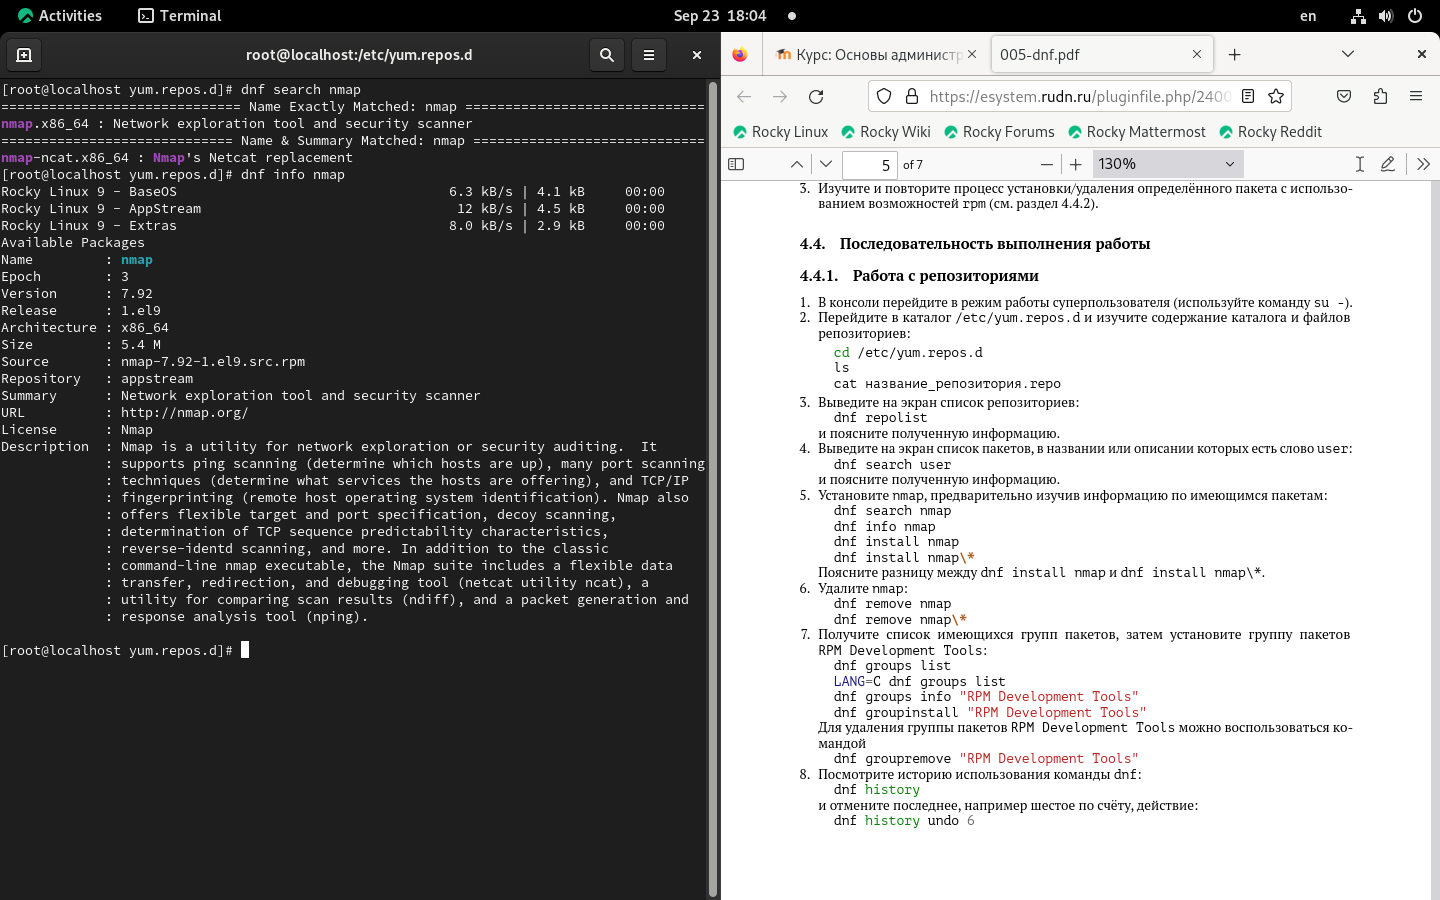 Activities
Terminal
Sep 23 18:04
en
root@localhost:/etc/yum.repos.d
[root@localhost yum.repos.d]# dnf search nmap
============================= Name Exactly Matched: nmap ==============================
nmap.x86_64 : Network exploration tool and security scanner
============================ Name & Summary Matched: nmap =============================
nmap-ncat.x86_64 : Nmap's Netcat replacement
[root@localhost yum.repos.d]# dnf info nmap
Rocky Linux 9 - BaseOS                                  6.3 kB/s | 4.1 kB     00:00
Rocky Linux 9 - AppStream                                12 kB/s | 4.5 kB     00:00
Rocky Linux 9 - Extras                                  8.0 kB/s | 2.9 kB     00:00
Available Packages
Name         : nmap
Epoch        : 3
Version      : 7.92
Release      : 1.el9
Architecture : x86_64
Size         : 5.4 M
Source       : nmap-7.92-1.el9.src.rpm
Repository   : appstream
Summary      : Network exploration tool and security scanner
URL          : http://nmap.org/
License      : Nmap
Description  : Nmap is a utility for network exploration or security auditing.  It
             : supports ping scanning (determine which hosts are up), many port scanning
             : techniques (determine what services the hosts are offering), and TCP/IP
             : fingerprinting (remote host operating system identification). Nmap also
             : offers flexible target and port specification, decoy scanning,
             : determination of TCP sequence predictability characteristics,
             : reverse-identd scanning, and more. In addition to the classic
             : command-line nmap executable, the Nmap suite includes a flexible data
             : transfer, redirection, and debugging tool (netcat utility ncat), a
             : utility for comparing scan results (ndiff), and a packet generation and
             : response analysis tool (nping).
[root@localhost yum.repos.d]#
Курс: Основы администр
005-dnf.pdf
https://esystem.rudn.ru/pluginfile.php/2400
Rocky Linux
Rocky Wiki
Rocky Forums
Rocky Mattermost
Rocky Reddit
5 of 7
130%
3. Изучите и повторите процесс установки/удаления определённого пакета с использо-
ванием возможностей rpm (см. раздел 4.4.2).
4.4. Последовательность выполнения работы
4.4.1. Работа с репозиториями
1. В консоли перейдите в режим работы суперпользователя (используйте команду su -).
2. Перейдите в каталог /etc/yum.repos.d и изучите содержание каталога и файлов
репозиториев:
cd /etc/yum.repos.d
ls
cat название_репозитория.repo
3. Выведите на экран список репозиториев:
dnf repolist
и поясните полученную информацию.
4. Выведите на экран список пакетов, в названии или описании которых есть слово user:
dnf search user
и поясните полученную информацию.
5. Установите nmap, предварительно изучив информацию по имеющимся пакетам:
dnf search nmap
dnf info nmap
dnf install nmap
dnf install nmap\*
Поясните разницу между dnf install nmap и dnf install nmap\*.
6. Удалите nmap:
dnf remove nmap
dnf remove nmap\*
7. Получите список имеющихся групп пакетов, затем установите группу пакетов
RPM Development Tools:
dnf groups list
LANG=C dnf groups list
dnf groups info "RPM Development Tools"
dnf groupinstall "RPM Development Tools"
Для удаления группы пакетов RPM Development Tools можно воспользоваться ко-
мандой
dnf groupremove "RPM Development Tools"
8. Посмотрите историю использования команды dnf:
dnf history
и отмените последнее, например шестое по счёту, действие:
dnf history undo 6